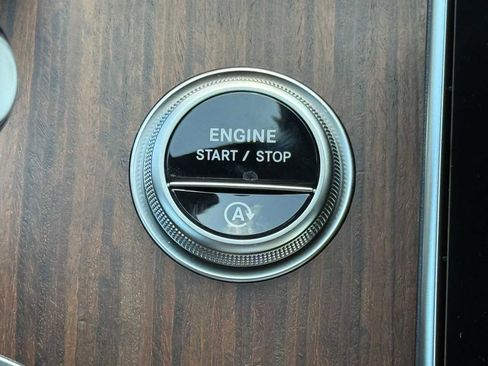 ENGINE
START / STOP
A